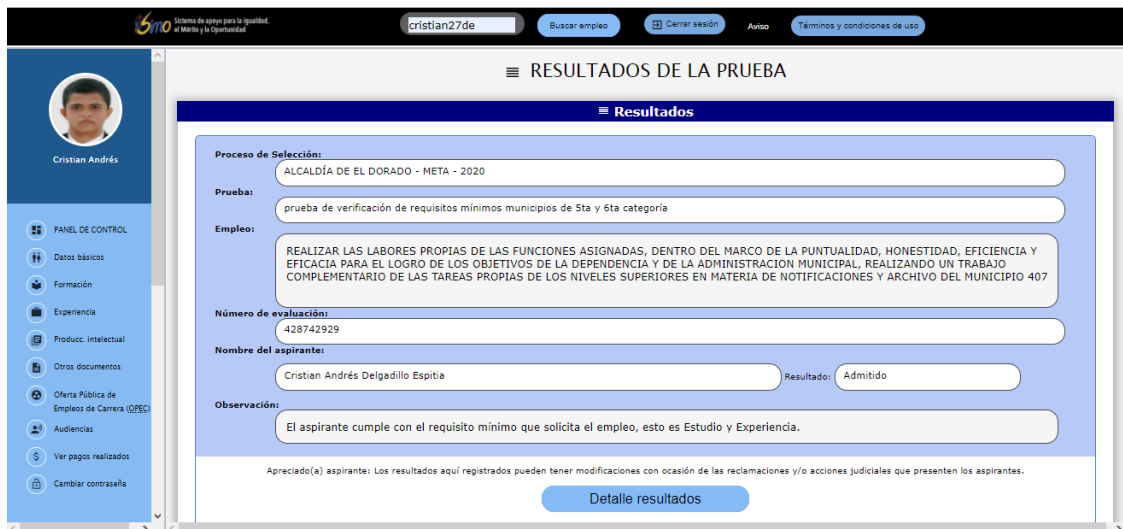 Simo Sistema de apoyo para la igualdad,
el Mérito y la Oportunidad
cristian27de
Buscar empleo
Cerrar sesión
Aviso
Términos y condiciones de uso
Cristian Andrés
PANEL DE CONTROL
Datos básicos
Formación
Experiencia
Producc. intelectual
Otros documentos
Oferta Pública de
Empleos de Carrera (OPEC)
Audiencias
Ver pagos realizados
Cambiar contraseña
RESULTADOS DE LA PRUEBA
Resultados
Proceso de Selección:
ALCALDÍA DE EL DORADO - META - 2020
Prueba:
prueba de verificación de requisitos mínimos municipios de 5ta y 6ta categoría
Empleo:
REALIZAR LAS LABORES PROPIAS DE LAS FUNCIONES ASIGNADAS, DENTRO DEL MARCO DE LA PUNTUALIDAD, HONESTIDAD, EFICIENCIA Y
EFICACIA PARA EL LOGRO DE LOS OBJETIVOS DE LA DEPENDENCIA Y DE LA ADMINISTRACION MUNICIPAL, REALIZANDO UN TRABAJO
COMPLEMENTARIO DE LAS TAREAS PROPIAS DE LOS NIVELES SUPERIORES EN MATERIA DE NOTIFICACIONES Y ARCHIVO DEL MUNICIPIO 407
Número de evaluación:
428742929
Nombre del aspirante:
Cristian Andrés Delgadillo Espitia
Resultado: Admitido
Observación:
El aspirante cumple con el requisito mínimo que solicita el empleo, esto es Estudio y Experiencia.
Apreciado(a) aspirante: Los resultados aquí registrados pueden tener modificaciones con ocasión de las reclamaciones y/o acciones judiciales que presenten los aspirantes.
Detalle resultados